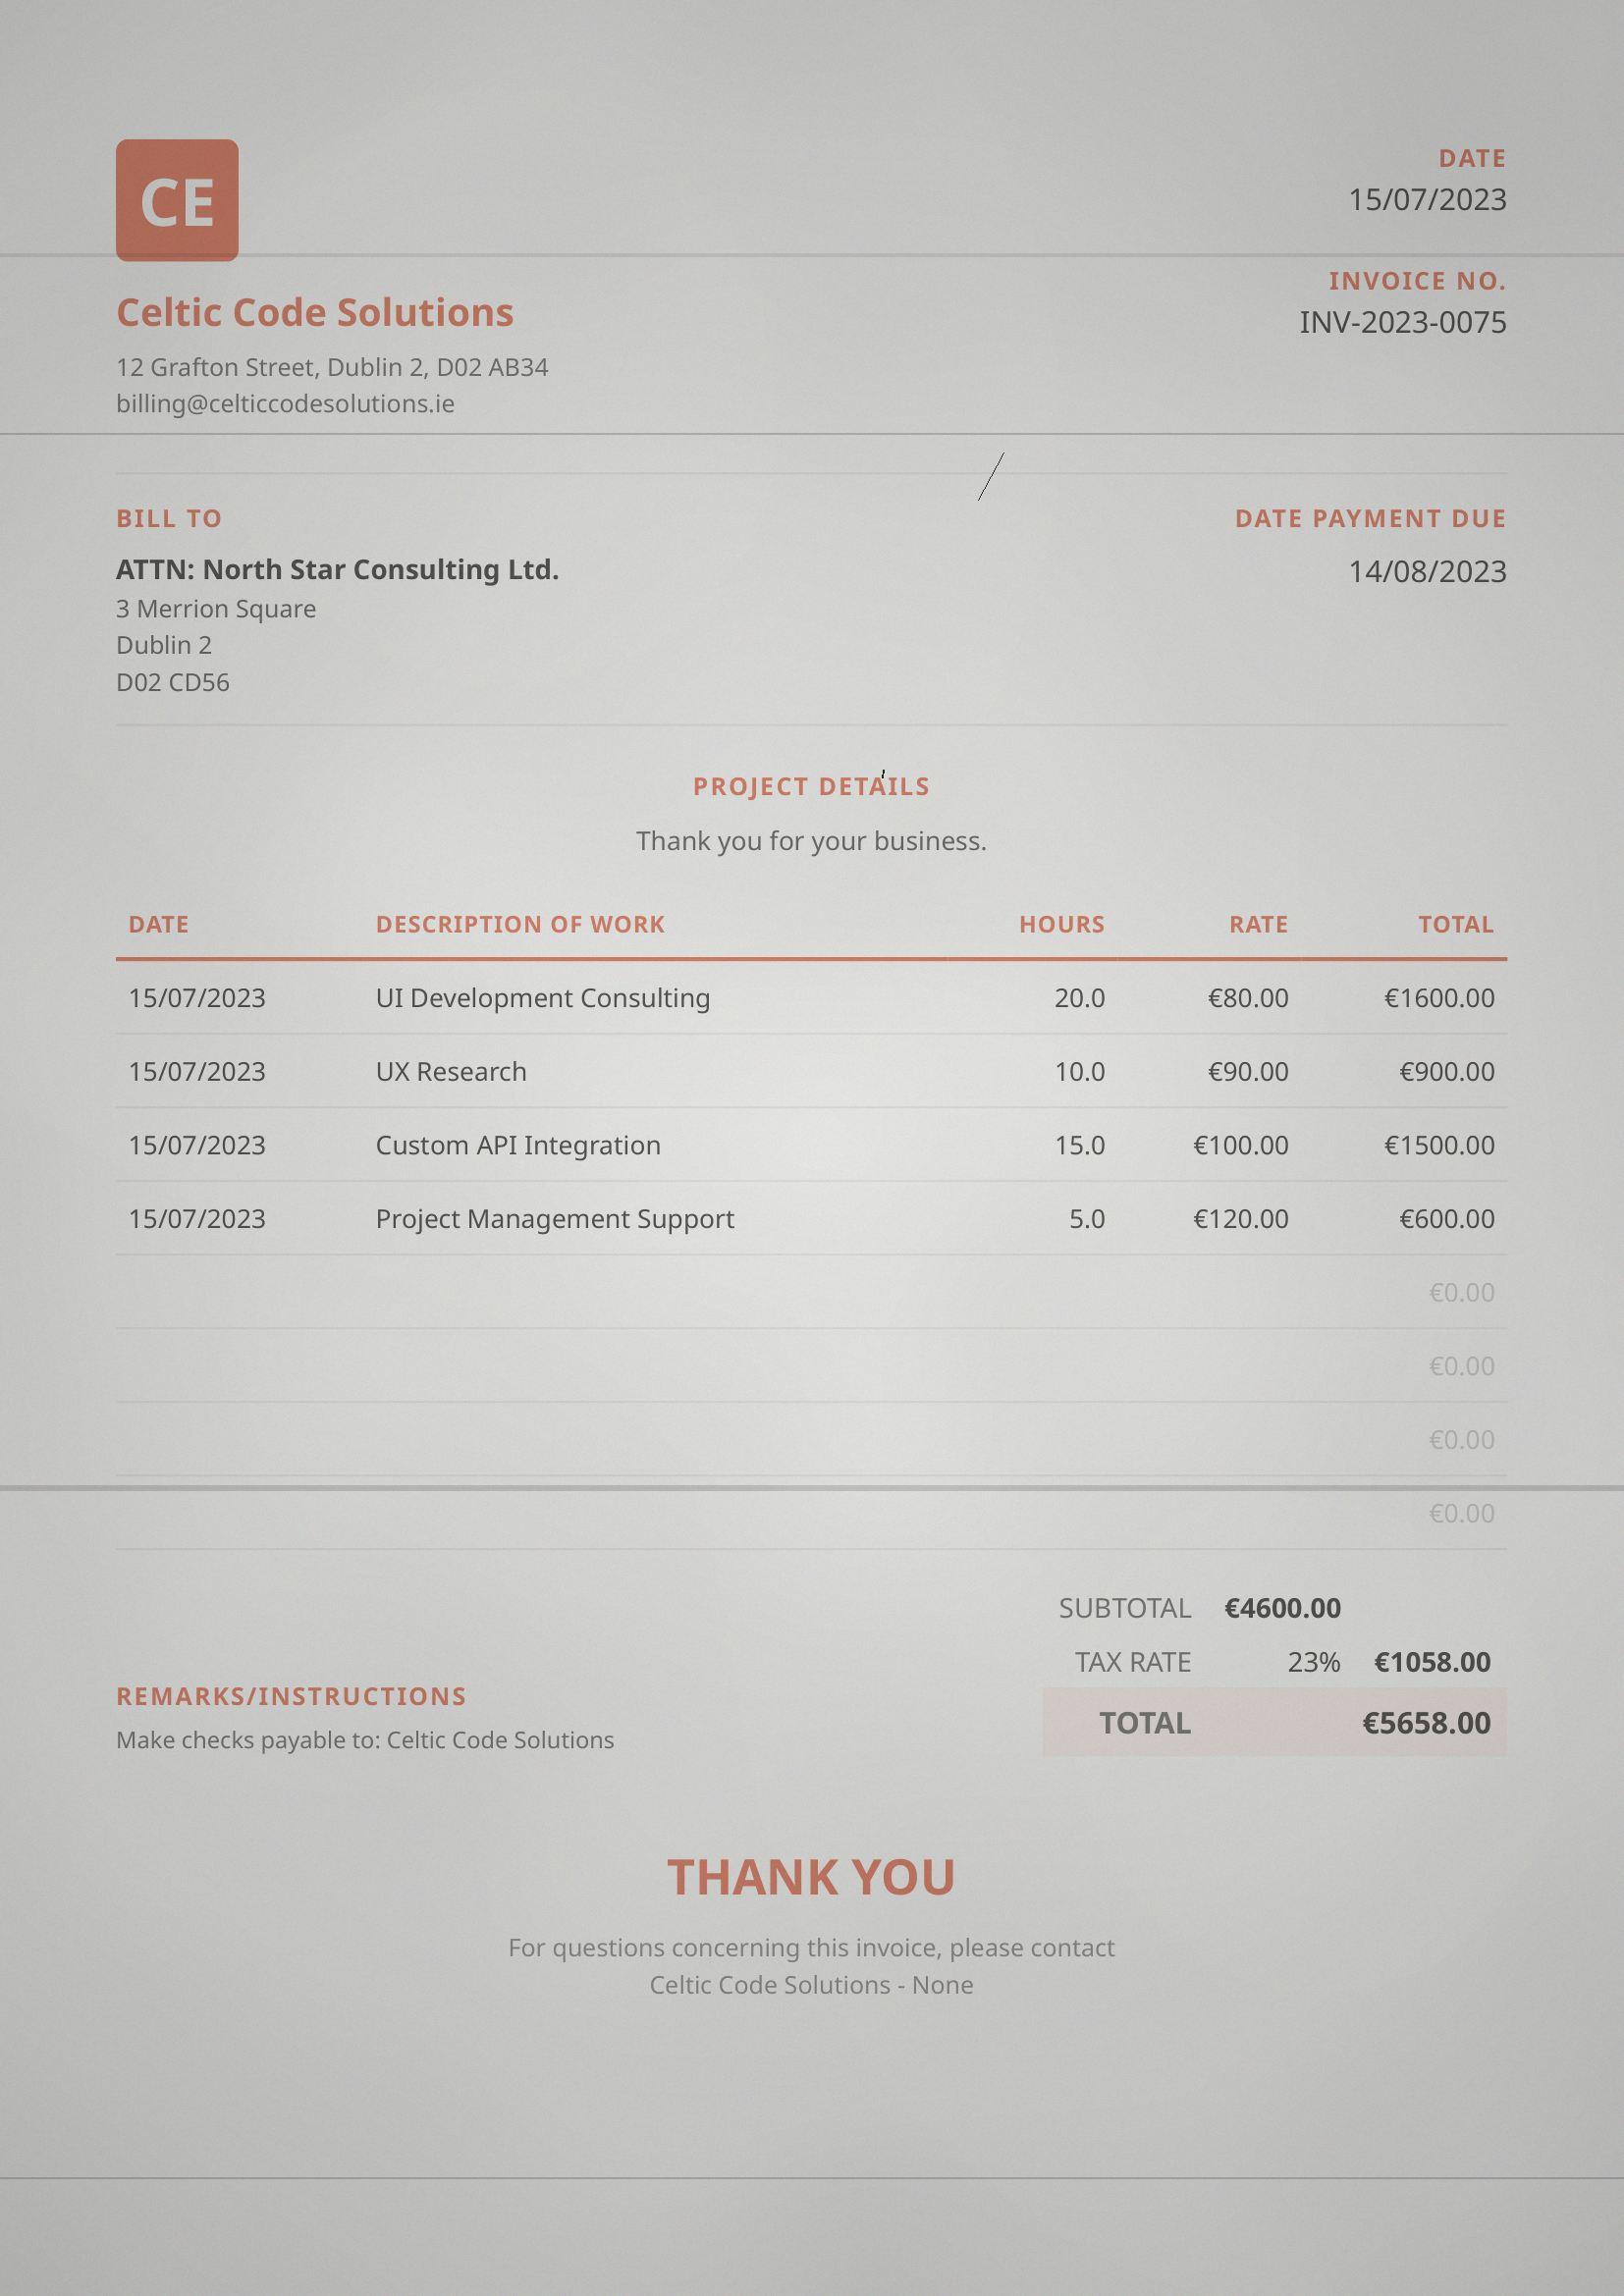 CE
DATE
15/07/2023
INVOICE NO.
INV-2023-0075
Celtic Code Solutions
12 Grafton Street, Dublin 2, D02 AB34
billing@celticcodesolutions.ie
BILL TO
ATTN: North Star Consulting Ltd.
3 Merrion Square
Dublin 2
D02 CD56
DATE PAYMENT DUE
14/08/2023
PROJECT DETAILS
Thank you for your business.
DATE DESCRIPTION OF WORK HOURS RATE TOTAL
15/07/2023 UI Development Consulting 20.0 €80.00 €1600.00
15/07/2023 UX Research 10.0 €90.00 €900.00
15/07/2023 Custom API Integration 15.0 €100.00 €1500.00
15/07/2023 Project Management Support 5.0 €120.00 €600.00
€0.00
€0.00
€0.00
€0.00
SUBTOTAL €4600.00
TAX RATE 23% €1058.00
TOTAL €5658.00
REMARKS/INSTRUCTIONS
Make checks payable to: Celtic Code Solutions
THANK YOU
For questions concerning this invoice, please contact
Celtic Code Solutions - None